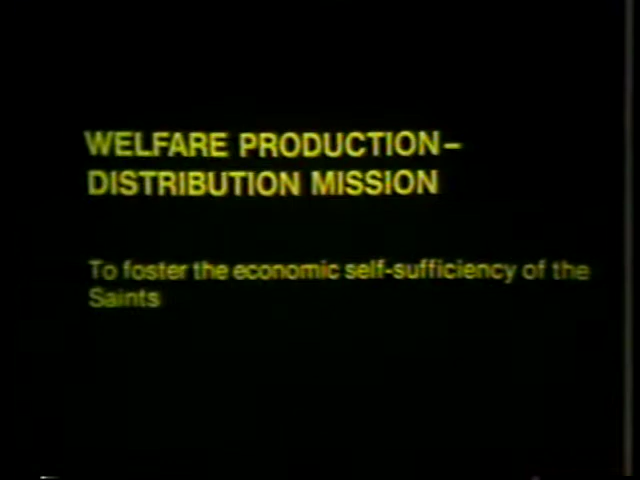 WELFARE PRODUCTION–
DISTRIBUTION MISSION
To foster the economic self-sufficiency of the
Saints